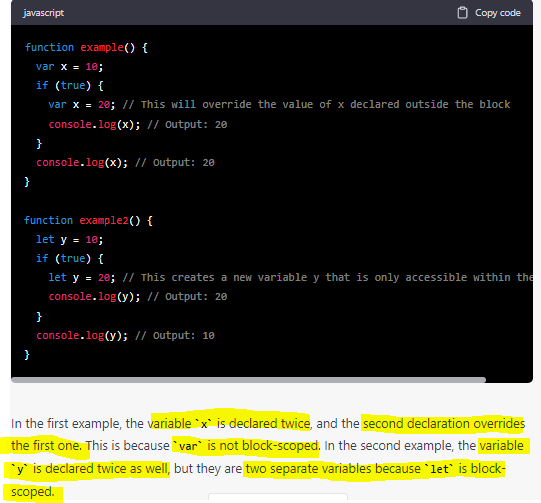 javascript Copy code
function example() {
var x = 10;
if (true) {
var x = 20; // This will override the value of x declared outside the block
console.log(x); // Output: 20
}
console.log(x); // Output: 20
}
function example2() {
let y = 10;
if (true) {
let y = 20; // This creates a new variable y that is only accessible within the
console.log(y); // Output: 20
}
console.log(y); // Output: 10
}
In the first example, the variable `x` is declared twice, and the second declaration overrides
the first one. This is because `var` is not block-scoped. In the second example, the variable
`y` is declared twice as well, but they are two separate variables because `let` is block-
scoped.